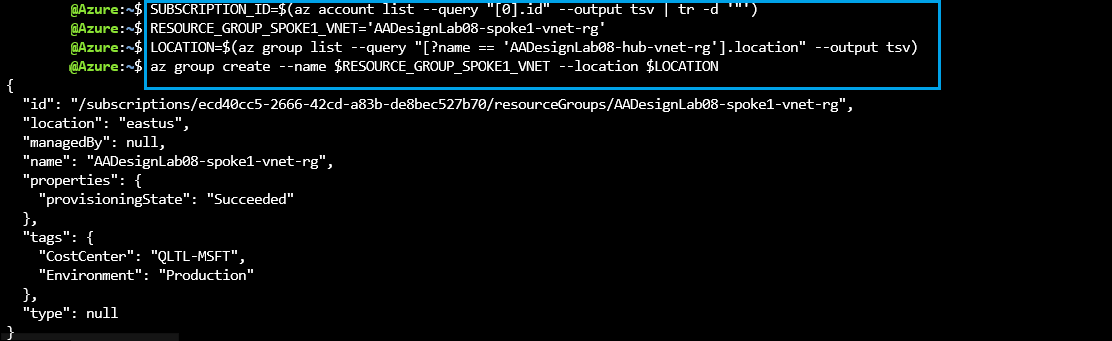 @Azure:~$ SUBSCRIPTION_ID=$(az account list --query "[0].id" --output tsv | tr -d '"')
@Azure:~$ RESOURCE_GROUP_SPOKE1_VNET='AADesignLab08-spoke1-vnet-rg'
@Azure:~$ LOCATION=$(az group list --query "[?name == 'AADesignLab08-hub-vnet-rg'].location" --output tsv)
@Azure:~$ az group create --name $RESOURCE_GROUP_SPOKE1_VNET --location $LOCATION
{
  "id": "/subscriptions/ecd40cc5-2666-42cd-a83b-de8bec527b70/resourceGroups/AADesignLab08-spoke1-vnet-rg",
  "location": "eastus",
  "managedBy": null,
  "name": "AADesignLab08-spoke1-vnet-rg",
  "properties": {
    "provisioningState": "Succeeded"
  },
  "tags": {
    "CostCenter": "QLTL-MSFT",
    "Environment": "Production"
  },
  "type": null
}